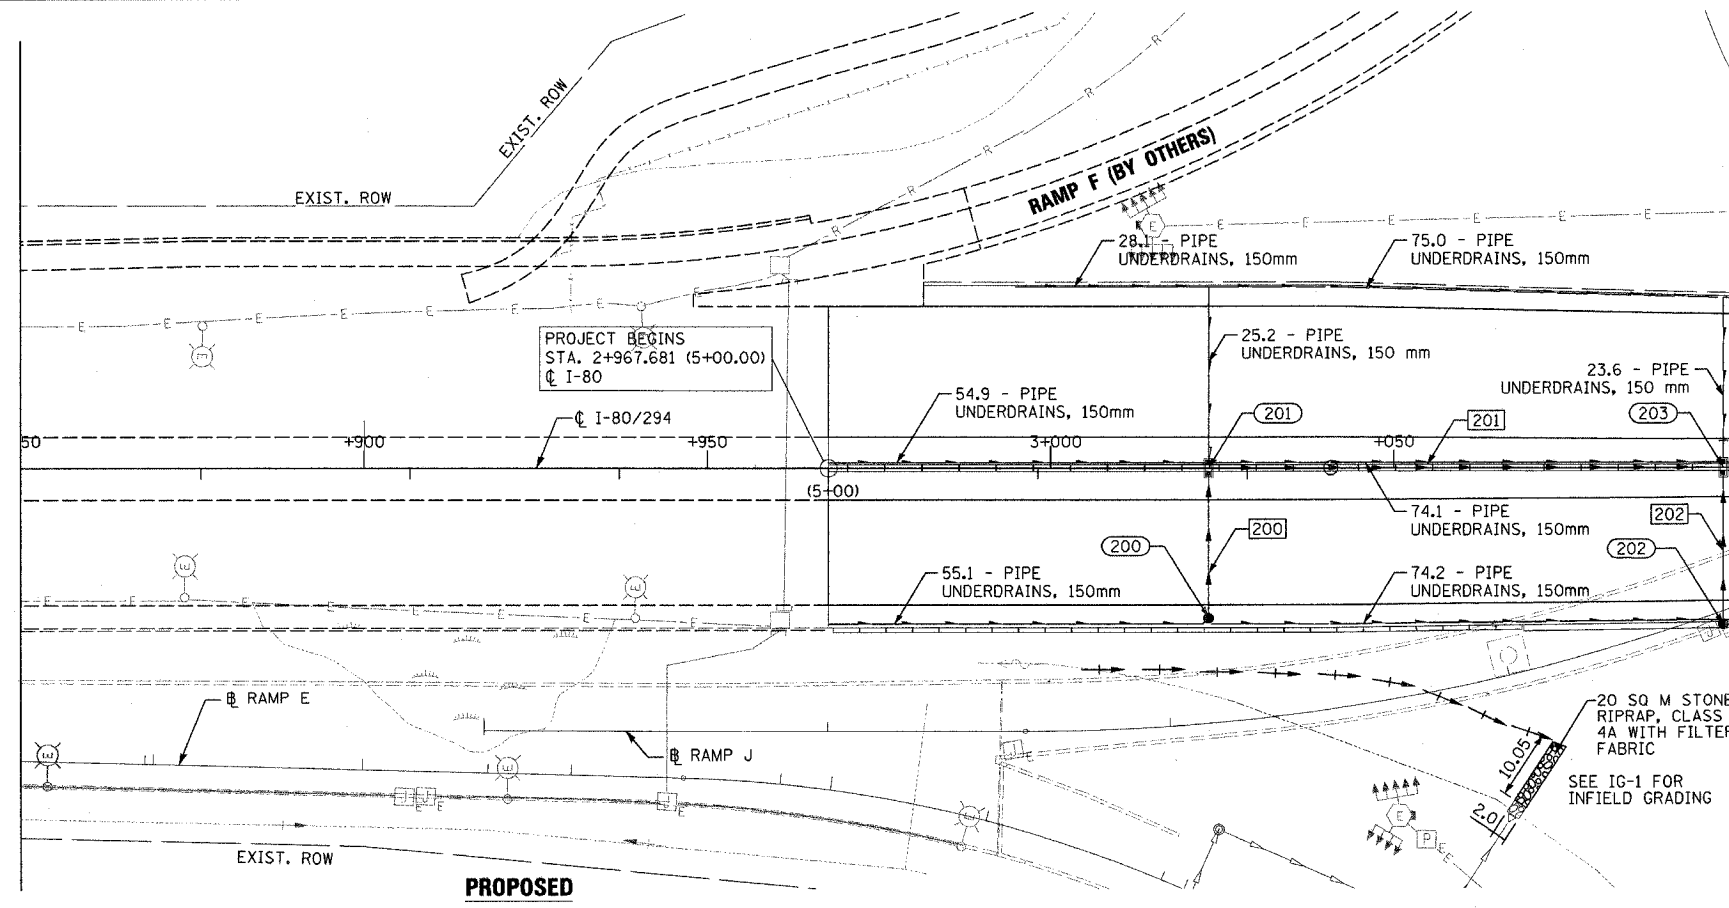 EXIST. ROW
EXIST. ROW
RAMP F (BY OTHERS)
28.1 - PIPE
UNDERDRAINS, 150mm
75.0 - PIPE
UNDERDRAINS, 150mm
PROJECT BEGINS
STA. 2+967.681 (5+00.00)
℄ I-80
25.2 - PIPE
UNDERDRAINS, 150 mm
23.6 - PIPE
UNDERDRAINS, 150 mm
54.9 - PIPE
UNDERDRAINS, 150mm
℄ I-80/294
201
201
203
50
+900
+950
3+000
+050
(5+00)
74.1 - PIPE
UNDERDRAINS, 150mm
200
200
202
202
55.1 - PIPE
UNDERDRAINS, 150mm
74.2 - PIPE
UNDERDRAINS, 150mm
B̲L RAMP E
B̲L RAMP J
20 SQ M STONE
RIPRAP, CLASS
4A WITH FILTER
FABRIC
10.05
2.0
SEE IG-1 FOR
INFIELD GRADING
EXIST. ROW
PROPOSED